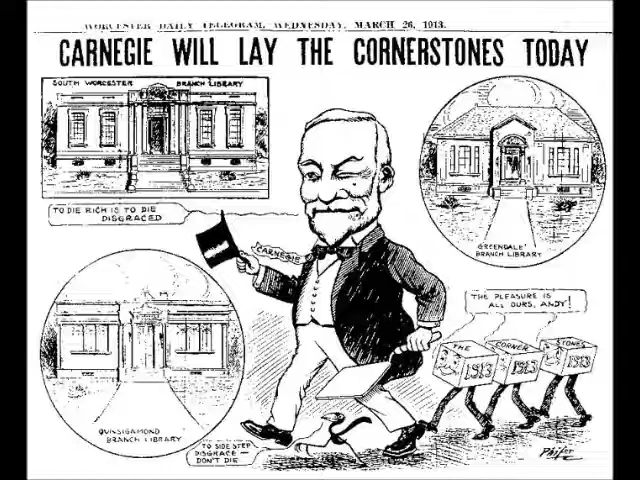 WORCESTER DAILY TELEGRAM, WEDNESDAY, MARCH 26, 1913.
CARNEGIE WILL LAY THE CORNERSTONES TODAY
SOUTH WORCESTER BRANCH LIBRARY
TO DIE RICH IS TO DIE
DISGRACED
CARNEGIE
GREENDALE
BRANCH LIBRARY
THE PLEASURE IS
ALL OURS, ANDY!
THE CORNER STONES
1913 1913 1913
QUINSIGAMOND
BRANCH LIBRARY
TO SIDE STEP
DISGRACE —
DON'T DIE